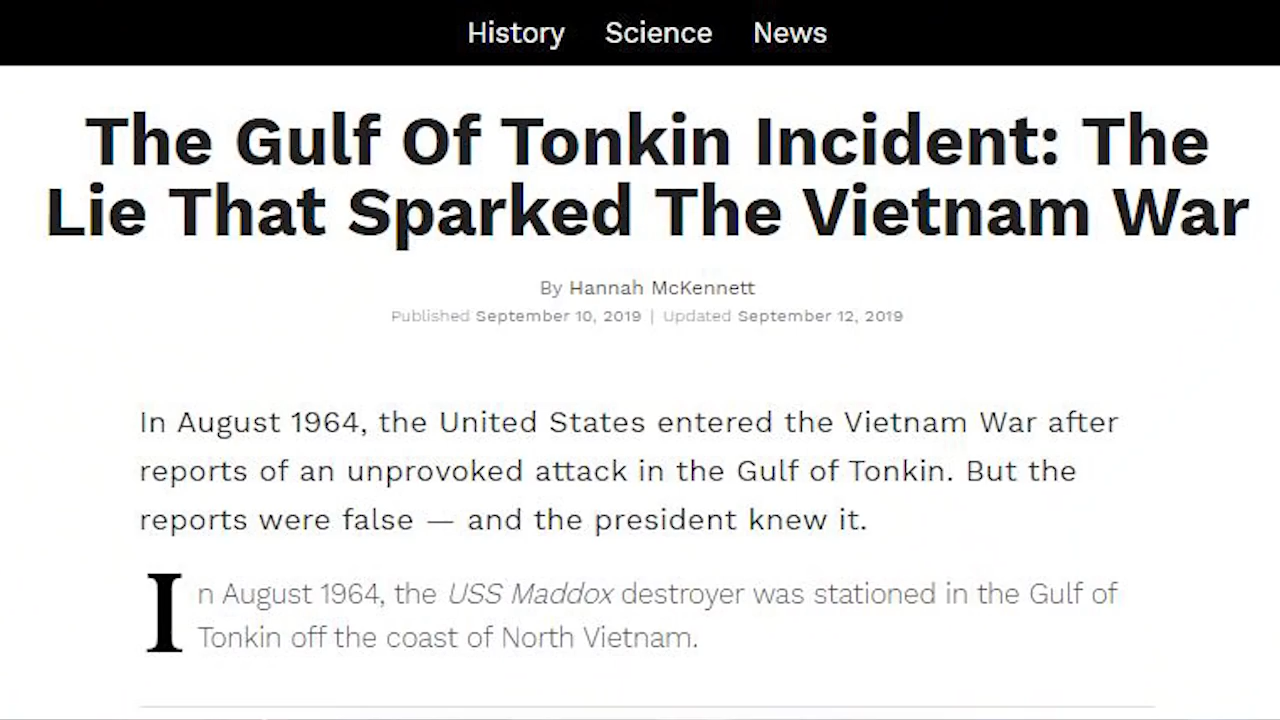 History Science News
The Gulf Of Tonkin Incident: The
Lie That Sparked The Vietnam War
By Hannah McKennett
Published September 10, 2019 | Updated September 12, 2019
In August 1964, the United States entered the Vietnam War after
reports of an unprovoked attack in the Gulf of Tonkin. But the
reports were false — and the president knew it.
In August 1964, the USS Maddox destroyer was stationed in the Gulf of
Tonkin off the coast of North Vietnam.